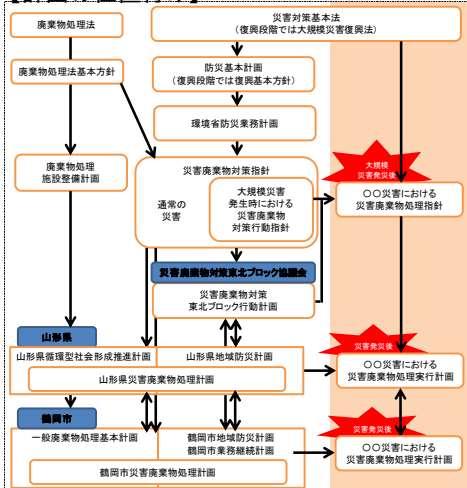 廃棄物処理法
災害対策基本法
（復興段階では大規模災害復興法）
廃棄物処理法基本方針
防災基本計画
（復興段階では復興基本方針）
環境省防災業務計画
廃棄物処理
施設整備計画
災害廃棄物対策指針
通常の
災害
大規模災害
発生時における
災害廃棄物
対策行動指針
大規模
災害発災後
〇〇災害における
災害廃棄物処理指針
災害廃棄物対策東北ブロック協議会
災害廃棄物対策
東北ブロック行動計画
山形県
山形県循環型社会形成推進計画
山形県地域防災計画
山形県災害廃棄物処理計画
災害発災後
〇〇災害における
災害廃棄物処理実行計画
鶴岡市
一般廃棄物処理基本計画
鶴岡市地域防災計画
鶴岡市業務継続計画
鶴岡市災害廃棄物処理計画
災害発災後
〇〇災害における
災害廃棄物処理実行計画